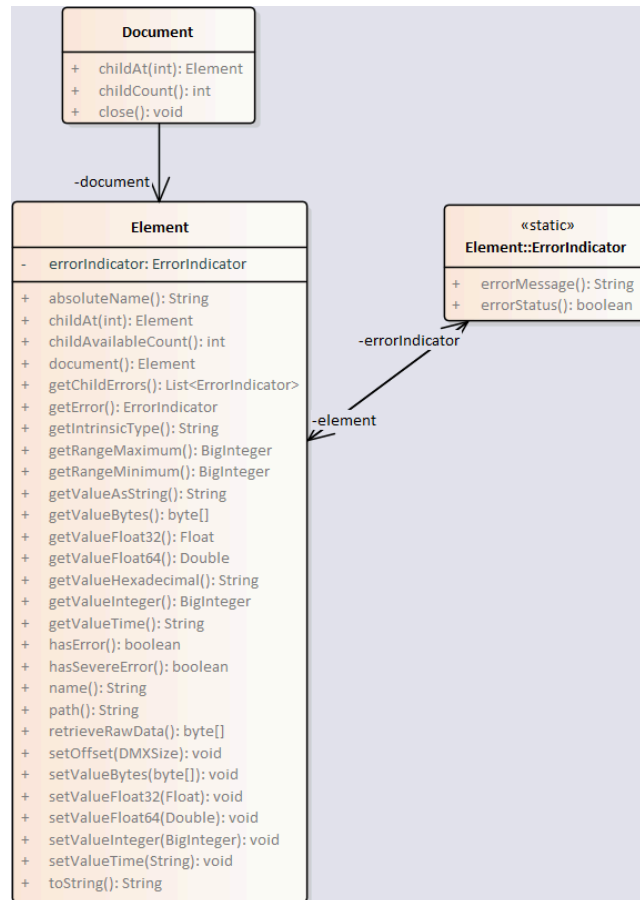 Document
+ childAt(int): Element
+ childCount(): int
+ close(): void
-document
Element
- errorIndicator: ErrorIndicator
+ absoluteName(): String
+ childAt(int): Element
+ childAvailableCount(): int
+ document(): Element
+ getChildErrors(): List<ErrorIndicator>
+ getError(): ErrorIndicator
+ getIntrinsicType(): String
+ getRangeMaximum(): BigInteger
+ getRangeMinimum(): BigInteger
+ getValueAsString(): String
+ getValueBytes(): byte[]
+ getValueFloat32(): Float
+ getValueFloat64(): Double
+ getValueHexadecimal(): String
+ getValueInteger(): BigInteger
+ getValueTime(): String
+ hasError(): boolean
+ hasSevereError(): boolean
+ name(): String
+ path(): String
+ retrieveRawData(): byte[]
+ setOffset(DMXSize): void
+ setValueBytes(byte[]): void
+ setValueFloat32(Float): void
+ setValueFloat64(Double): void
+ setValueInteger(BigInteger): void
+ setValueTime(String): void
+ toString(): String
«static»
Element::ErrorIndicator
+ errorMessage(): String
+ errorStatus(): boolean
-errorIndicator
-element